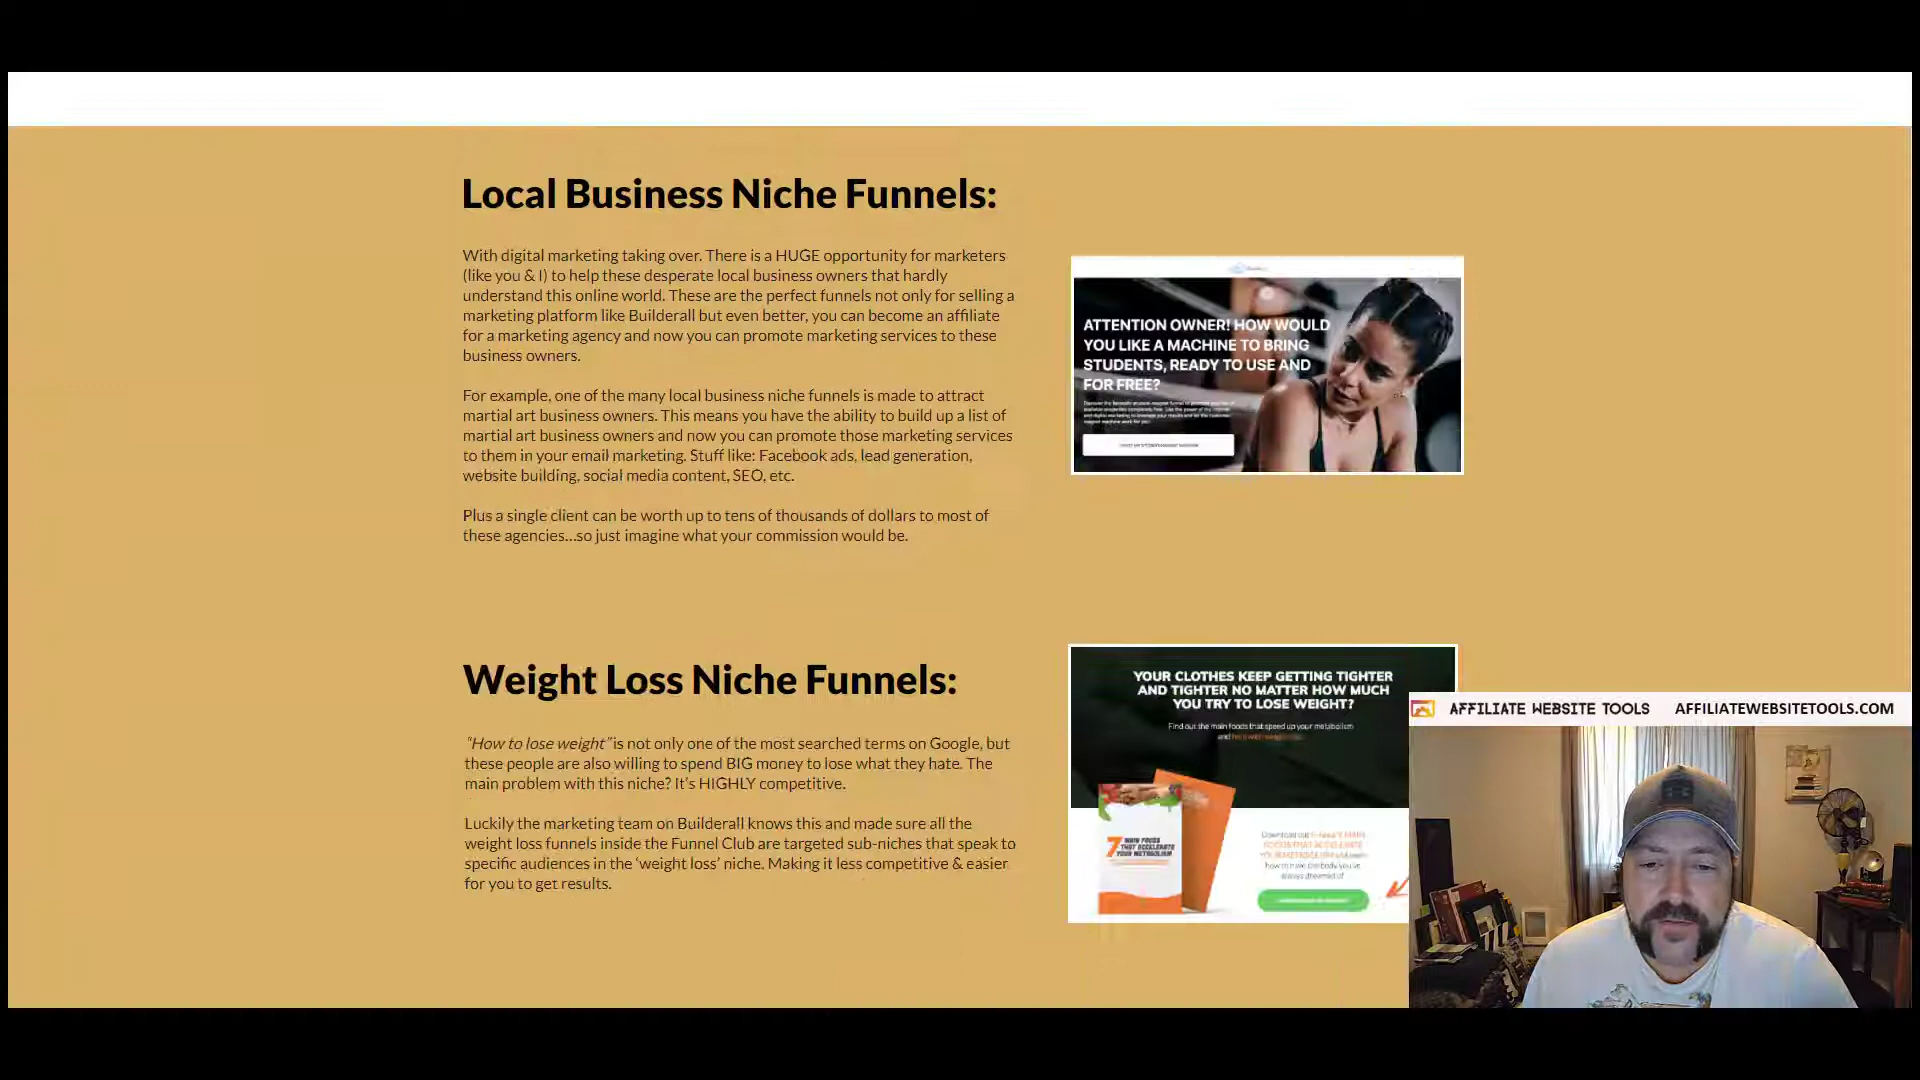 Local Business Niche Funnels:
With digital marketing taking over. There is a HUGE opportunity for marketers
(like you & I) to help these desperate local business owners that hardly
understand this online world. These are the perfect funnels not only for selling a
marketing platform like Builderall but even better, you can become an affiliate
for a marketing agency and now you can promote marketing services to these
business owners.
For example, one of the many local business niche funnels is made to attract
martial art business owners. This means you have the ability to build up a list of
martial art business owners and now you can promote those marketing services
to them in your email marketing. Stuff like: Facebook ads, lead generation,
website building, social media content, SEO, etc.
Plus a single client can be worth up to tens of thousands of dollars to most of
these agencies...so just imagine what your commission would be.
ATTENTION OWNER! HOW WOULD
YOU LIKE A MACHINE TO BRING
STUDENTS, READY TO USE AND
FOR FREE?
Weight Loss Niche Funnels:
“How to lose weight” is not only one of the most searched terms on Google, but
these people are also willing to spend BIG money to lose what they hate. The
main problem with this niche? It's HIGHLY competitive.
Luckily the marketing team on Builderall knows this and made sure all the
weight loss funnels inside the Funnel Club are targeted sub-niches that speak to
specific audiences in the ‘weight loss’ niche. Making it less competitive & easier
for you to get results.
YOUR CLOTHES KEEP GETTING TIGHTER
AND TIGHTER NO MATTER HOW MUCH
YOU TRY TO LOSE WEIGHT?
Find out the main foods that speed up your metabolism
and
7 MAIN FOODS
THAT ACCELERATE
YOUR METABOLISM
AFFILIATE WEBSITE TOOLS AFFILIATEWEBSITETOOLS.COM